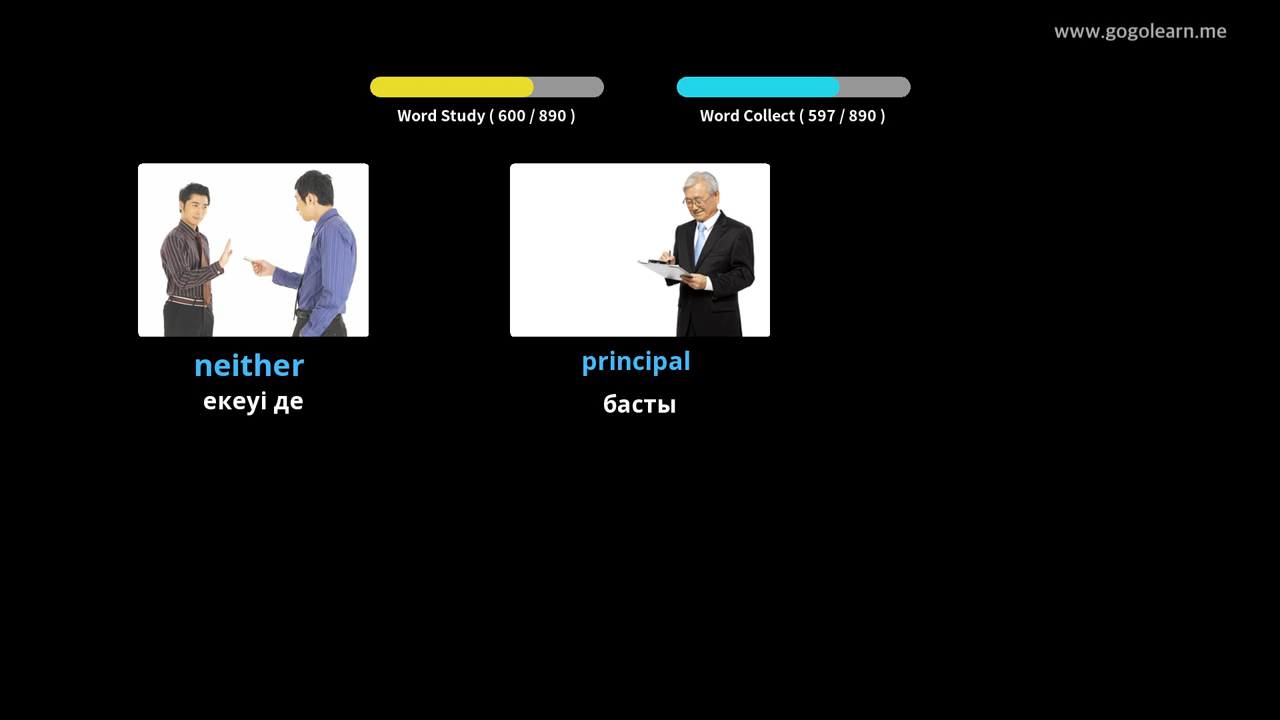 www.gogolearn.me
Word Study ( 600 / 890 )
Word Collect ( 597 / 890 )
neither
екеуі де
principal
басты